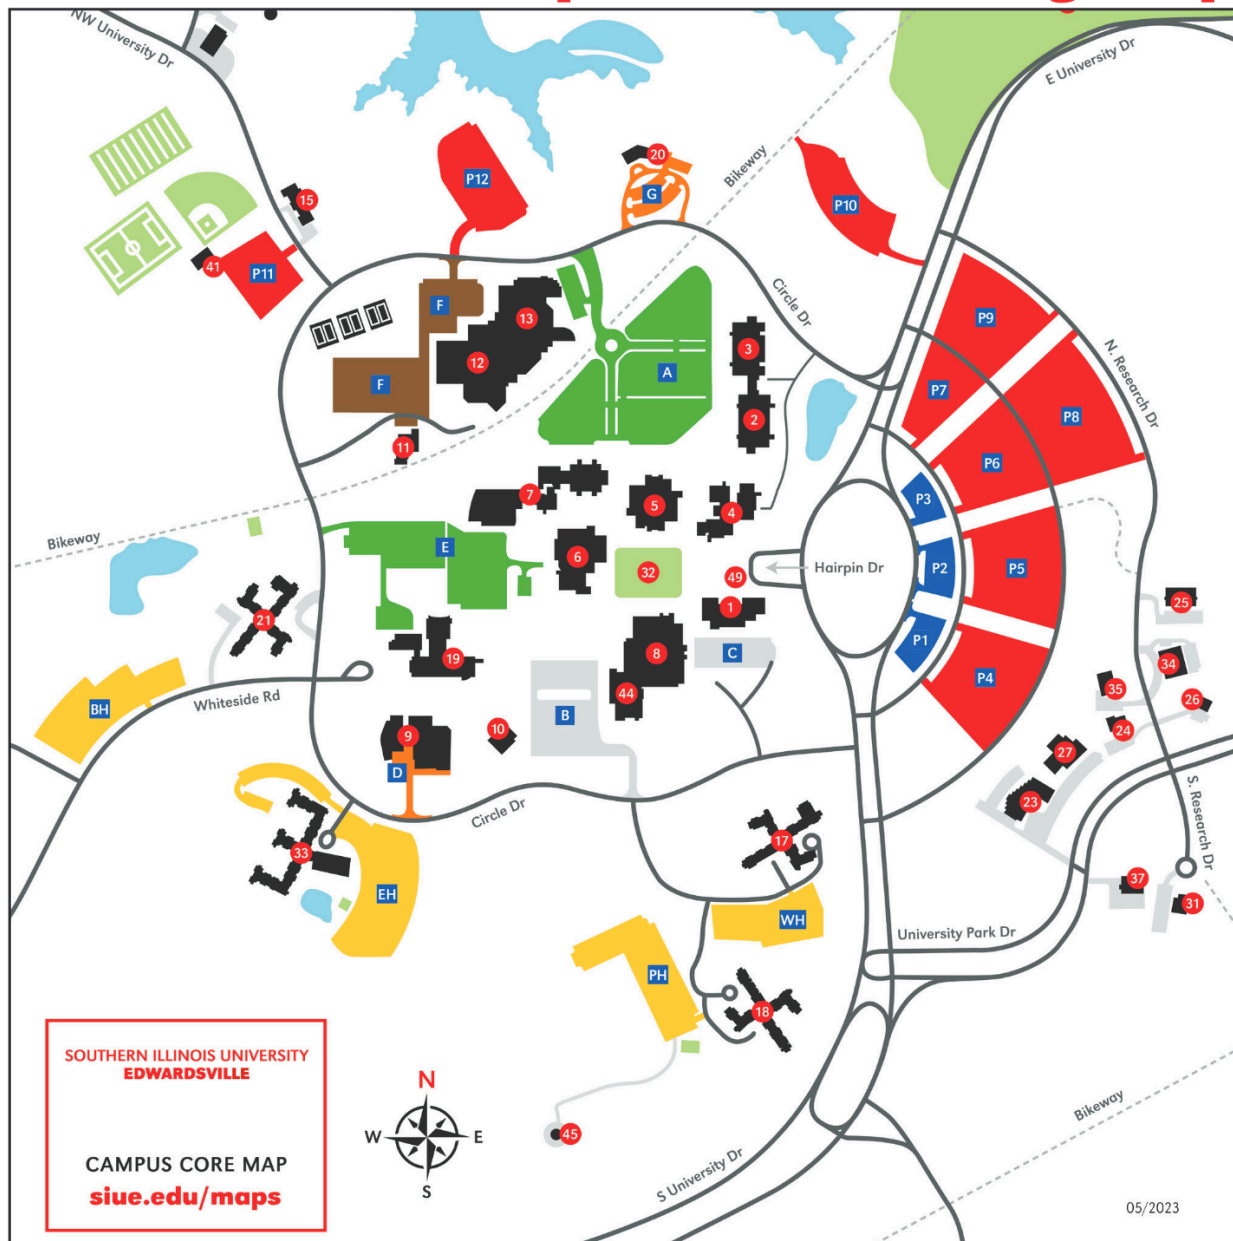 NW University Dr
E University Dr
20
Bikeway
P12
G
P10
15
41
P11
Circle Dr
F
13
P9
3
N. Research Dr
12
A
P7
F
P8
2
11
P6
7
P3
5
4
Bikeway
E
6
32
49
Hairpin Dr
P2
P5
25
21
1
P1
8
C
19
34
P4
35
44
26
Whiteside Rd
BH
B
24
9
10
27
D
23
Circle Dr
S. Research Dr
17
33
37
EH
31
WH
University Park Dr
PH
18
SOUTHERN ILLINOIS UNIVERSITY
EDWARDSVILLE
CAMPUS CORE MAP
siue.edu/maps
N
W
E
S
45
Bikeway
S University Dr
05/2023